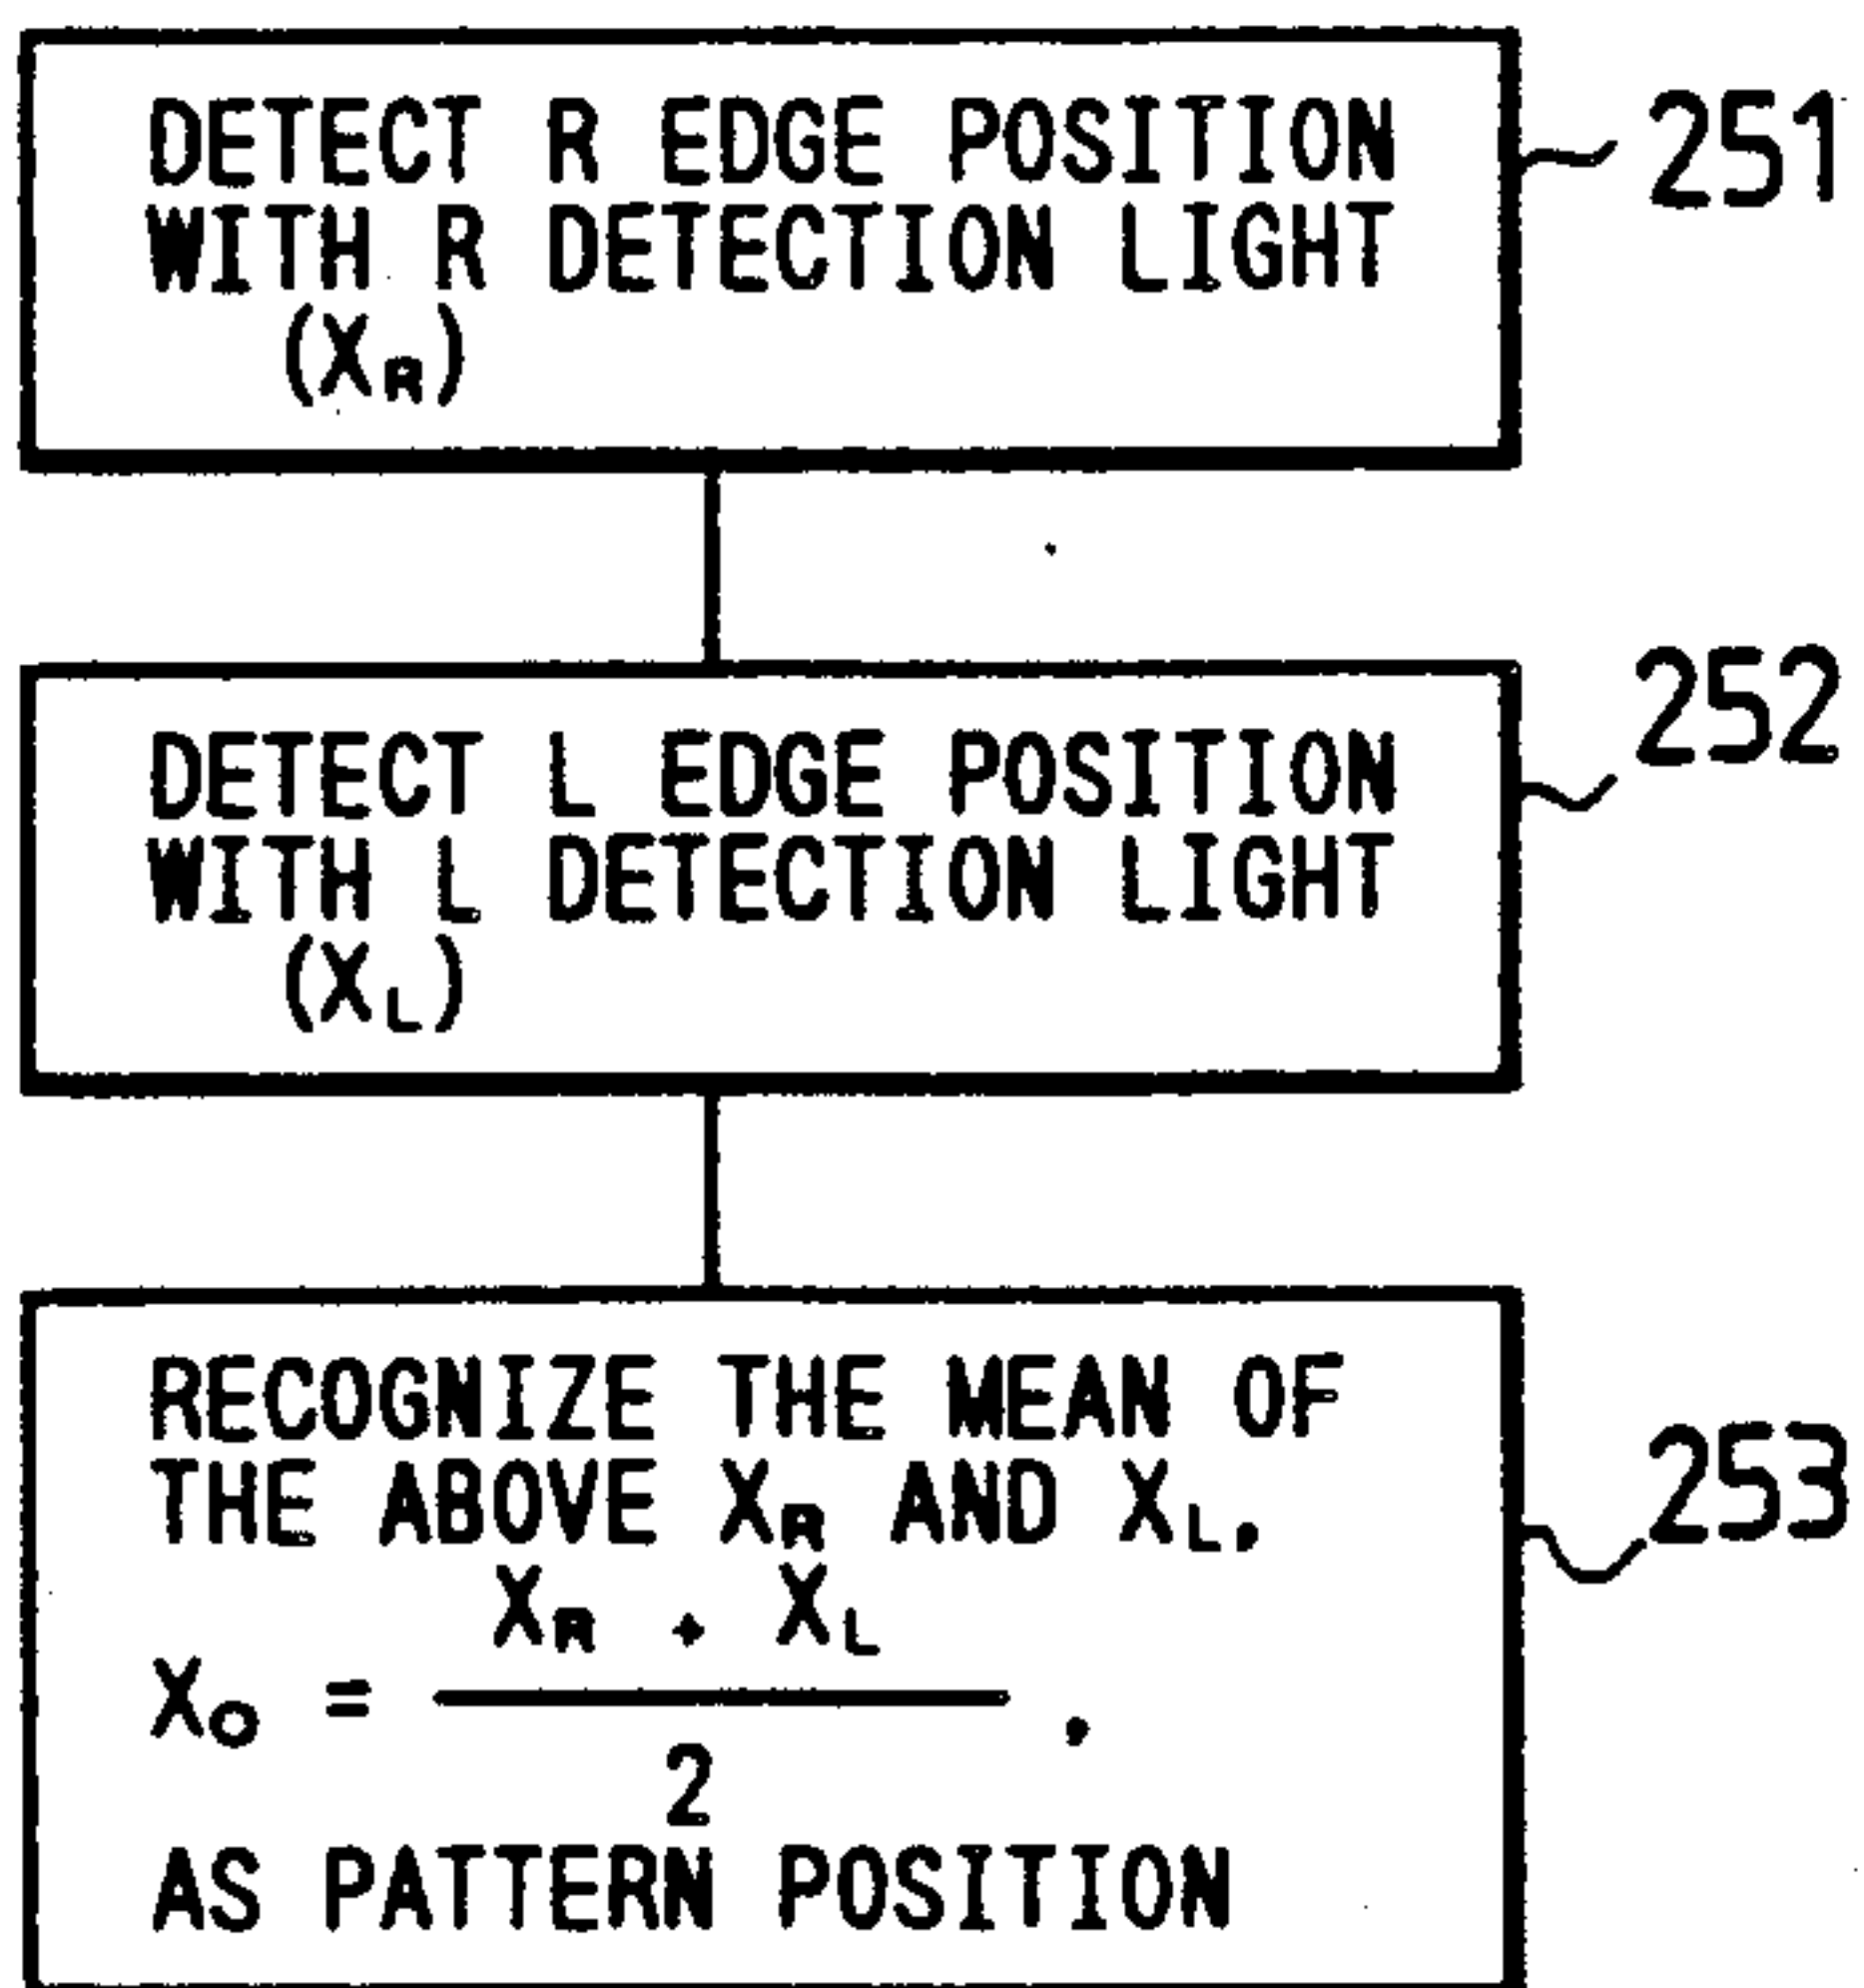 DETECT R EDGE POSITION
WITH R DETECTION LIGHT
(XR)
251
DETECT L EDGE POSITION
WITH L DETECTION LIGHT
(XL)
252
RECOGNIZE THE MEAN OF
THE ABOVE XR AND XL,
XR . XL
XO = ,
2
AS PATTERN POSITION
253